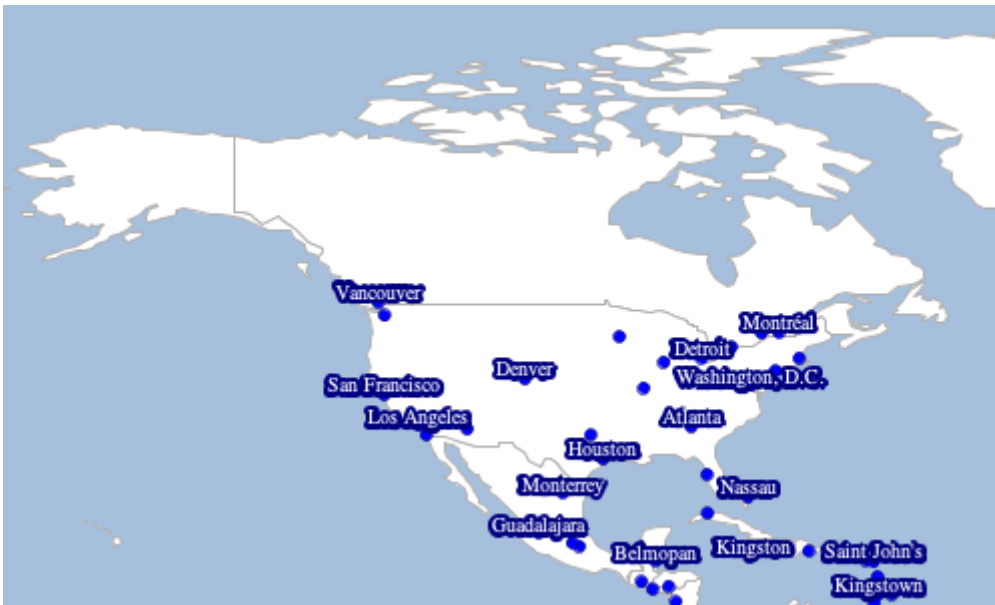 Vancouver
Montréal
Detroit
Denver
Washington, D.C.
San Francisco
Los Angeles
Atlanta
Houston
Monterrey
Nassau
Guadalajara
Belmopan
Kingston
Saint John's
Kingstown